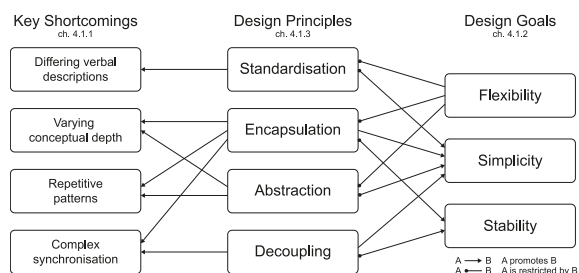 Key Shortcomings
ch. 4.1.1
Design Principles
ch. 4.1.3
Design Goals
ch. 4.1.2
Differing verbal
descriptions
Varying
conceptual depth
Repetitive
patterns
Complex
synchronisation
Standardisation
Encapsulation
Abstraction
Decoupling
Flexibility
Simplicity
Stability
A B A promotes B
A B A is restricted by B